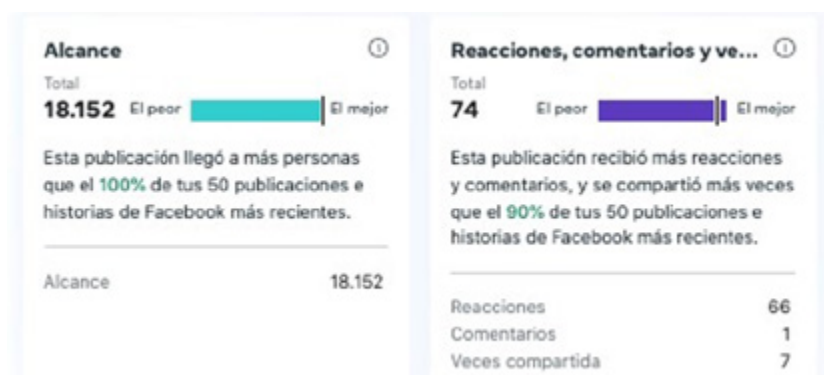 Alcance
Total
18.152 El peor El mejor
Esta publicación llegó a más personas
que el 100% de tus 50 publicaciones e
historias de Facebook más recientes.
Alcance 18.152
Reacciones, comentarios y ve...
Total
74 El peor El mejor
Esta publicación recibió más reacciones
y comentarios, y se compartió más veces
que el 90% de tus 50 publicaciones e
historias de Facebook más recientes.
Reacciones 66
Comentarios 1
Veces compartida 7